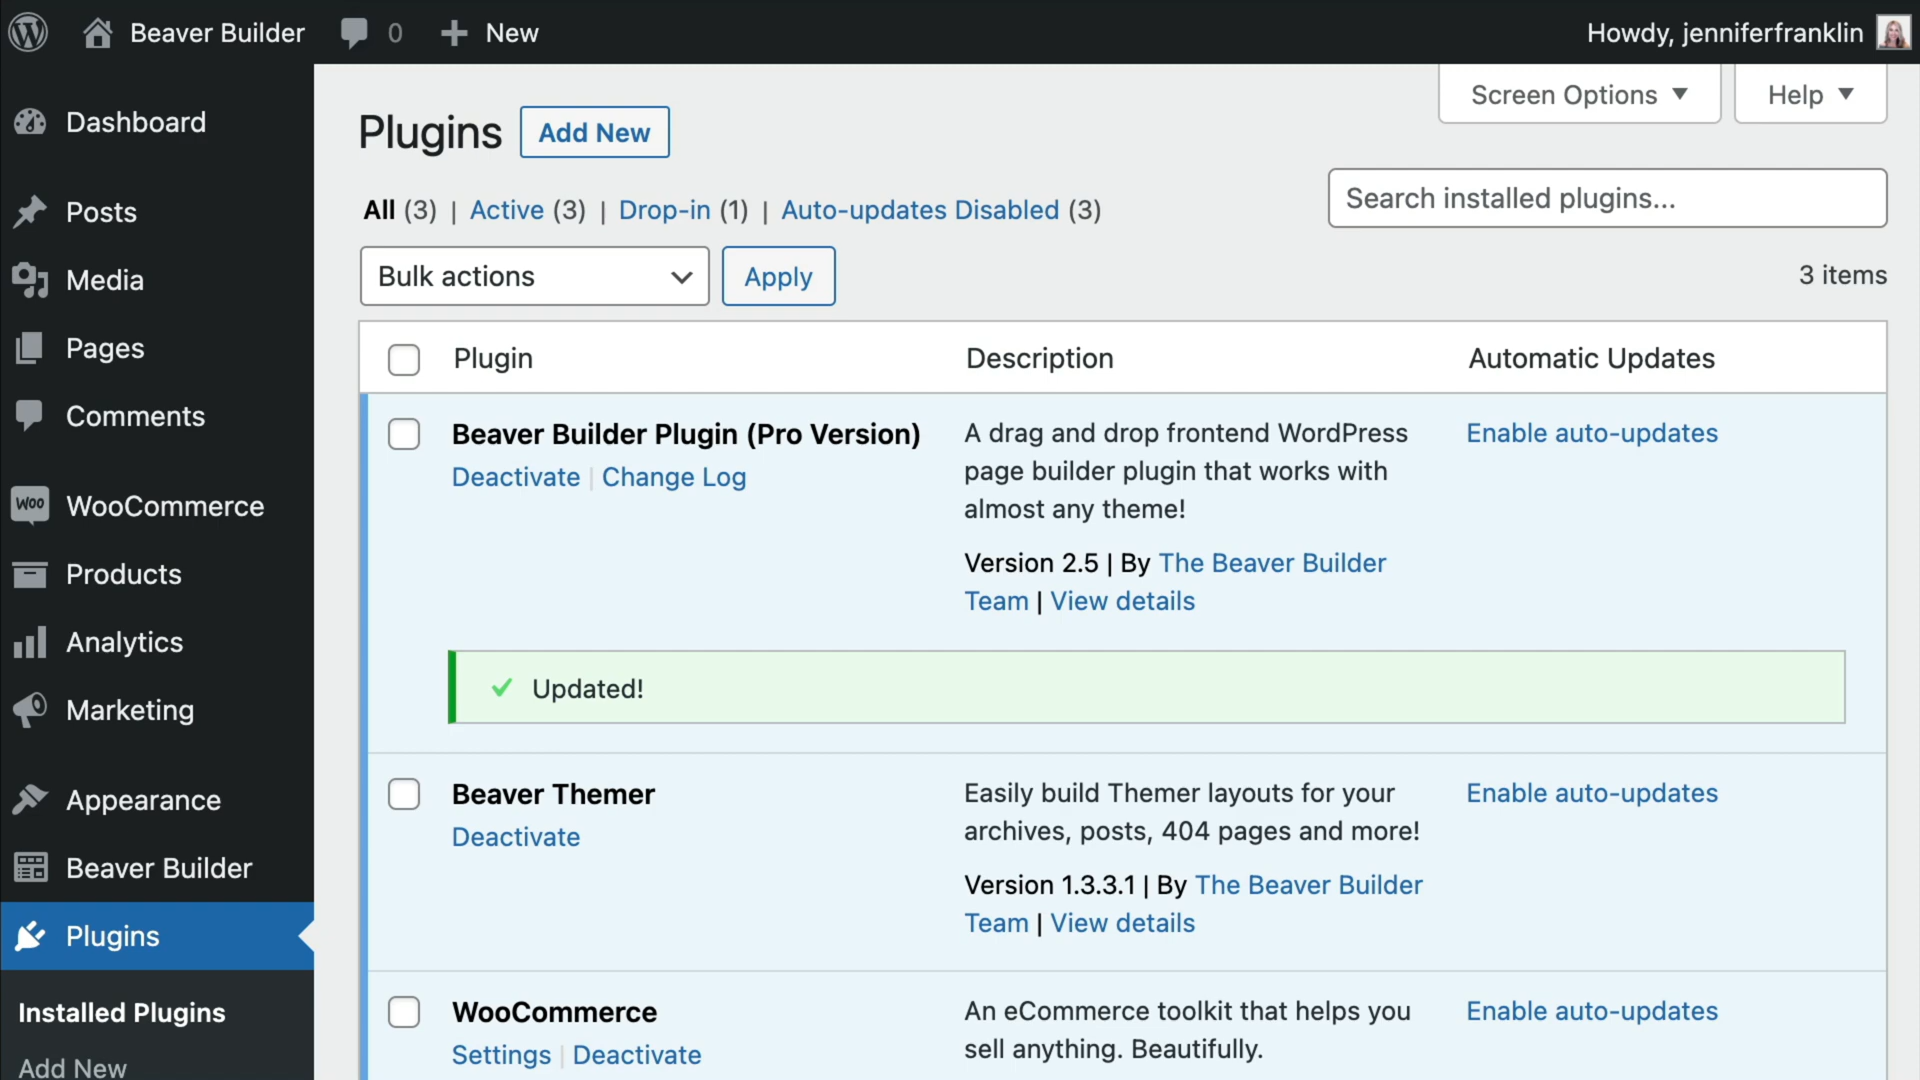 Beaver Builder 0 New Howdy, jenniferfranklin
Screen Options ▼ Help ▼
Dashboard
Posts
Media
Pages
Comments
WOO WooCommerce
Products
Analytics
Marketing
Appearance
Beaver Builder
Plugins
Installed Plugins
Add New
Plugins Add New
All (3) | Active (3) | Drop-in (1) | Auto-updates Disabled (3)
Search installed plugins...
Bulk actions Apply
3 items
Plugin Description Automatic Updates
Beaver Builder Plugin (Pro Version)
Deactivate | Change Log
A drag and drop frontend WordPress
page builder plugin that works with
almost any theme!
Version 2.5 | By The Beaver Builder
Team | View details
Enable auto-updates
Updated!
Beaver Themer
Deactivate
Easily build Themer layouts for your
archives, posts, 404 pages and more!
Version 1.3.3.1 | By The Beaver Builder
Team | View details
Enable auto-updates
WooCommerce
Settings | Deactivate
An eCommerce toolkit that helps you
sell anything. Beautifully.
Enable auto-updates